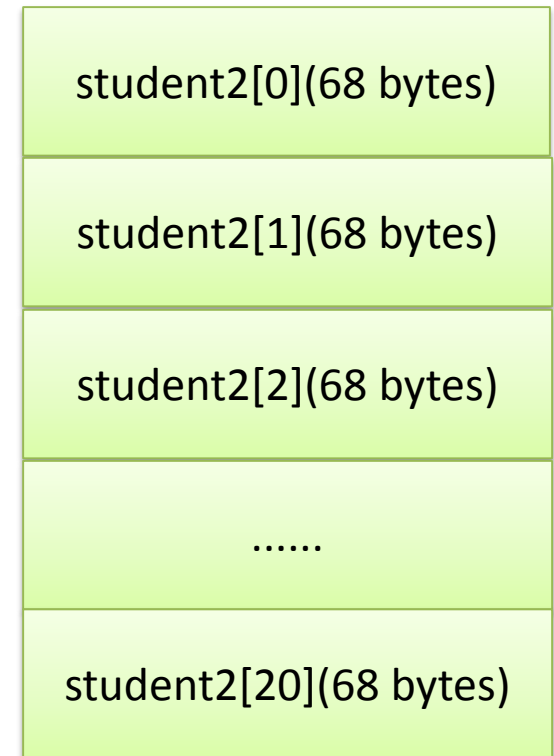 student2[0](68 bytes)
student2[1](68 bytes)
student2[2](68 bytes)
......
student2[20](68 bytes)